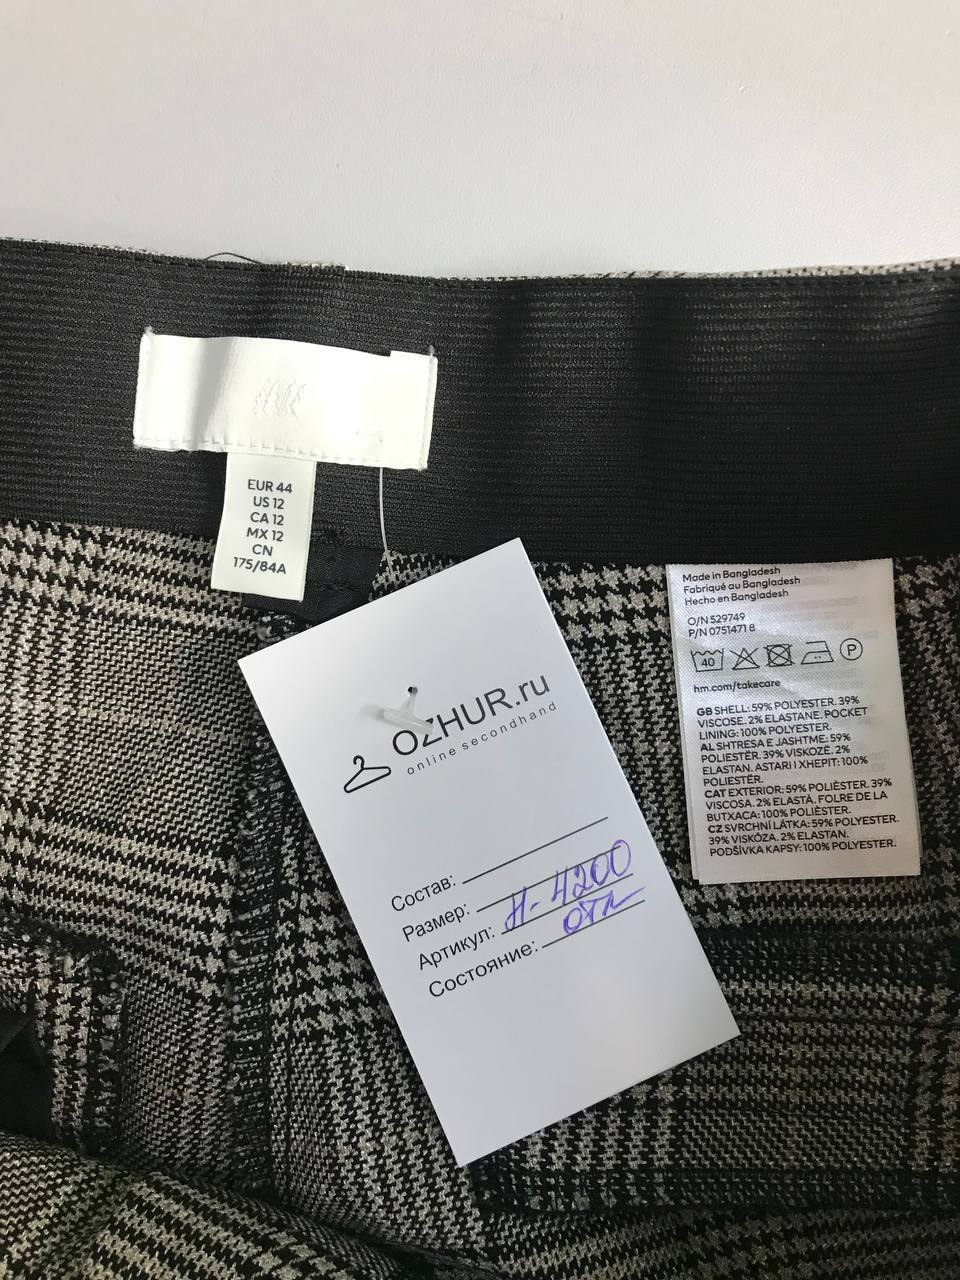 H&M
EUR 44
US 12
CA 12
MX 12
CN
175/84A
OZHUR.ru
online secondhand
Состав:
Размер:
Артикул: Н-4200
Состояние: отл
Made in Bangladesh
Fabriqué au Bangladesh
Hecho en Bangladesh
O/N 529749
P/N 0751471 8
40
P
hm.com/takecare
GB SHELL: 59% POLYESTER. 39%
VISCOSE. 2% ELASTANE. POCKET
LINING: 100% POLYESTER.
AL SHTRESA E JASHTME: 59%
POLIESTËR. 39% VISKOZË. 2%
ELASTAN. ASTARI I XHEPIT: 100%
POLIESTËR.
CAT EXTERIOR: 59% POLIÈSTER. 39%
VISCOSA. 2% ELASTÀ. FOLRE DE LA
BUTXACA: 100% POLIÈSTER.
CZ SVRCHNÍ LÁTKA: 59% POLYESTER.
39% VISKÓZA. 2% ELASTAN.
PODŠÍVKA KAPSY: 100% POLYESTER.